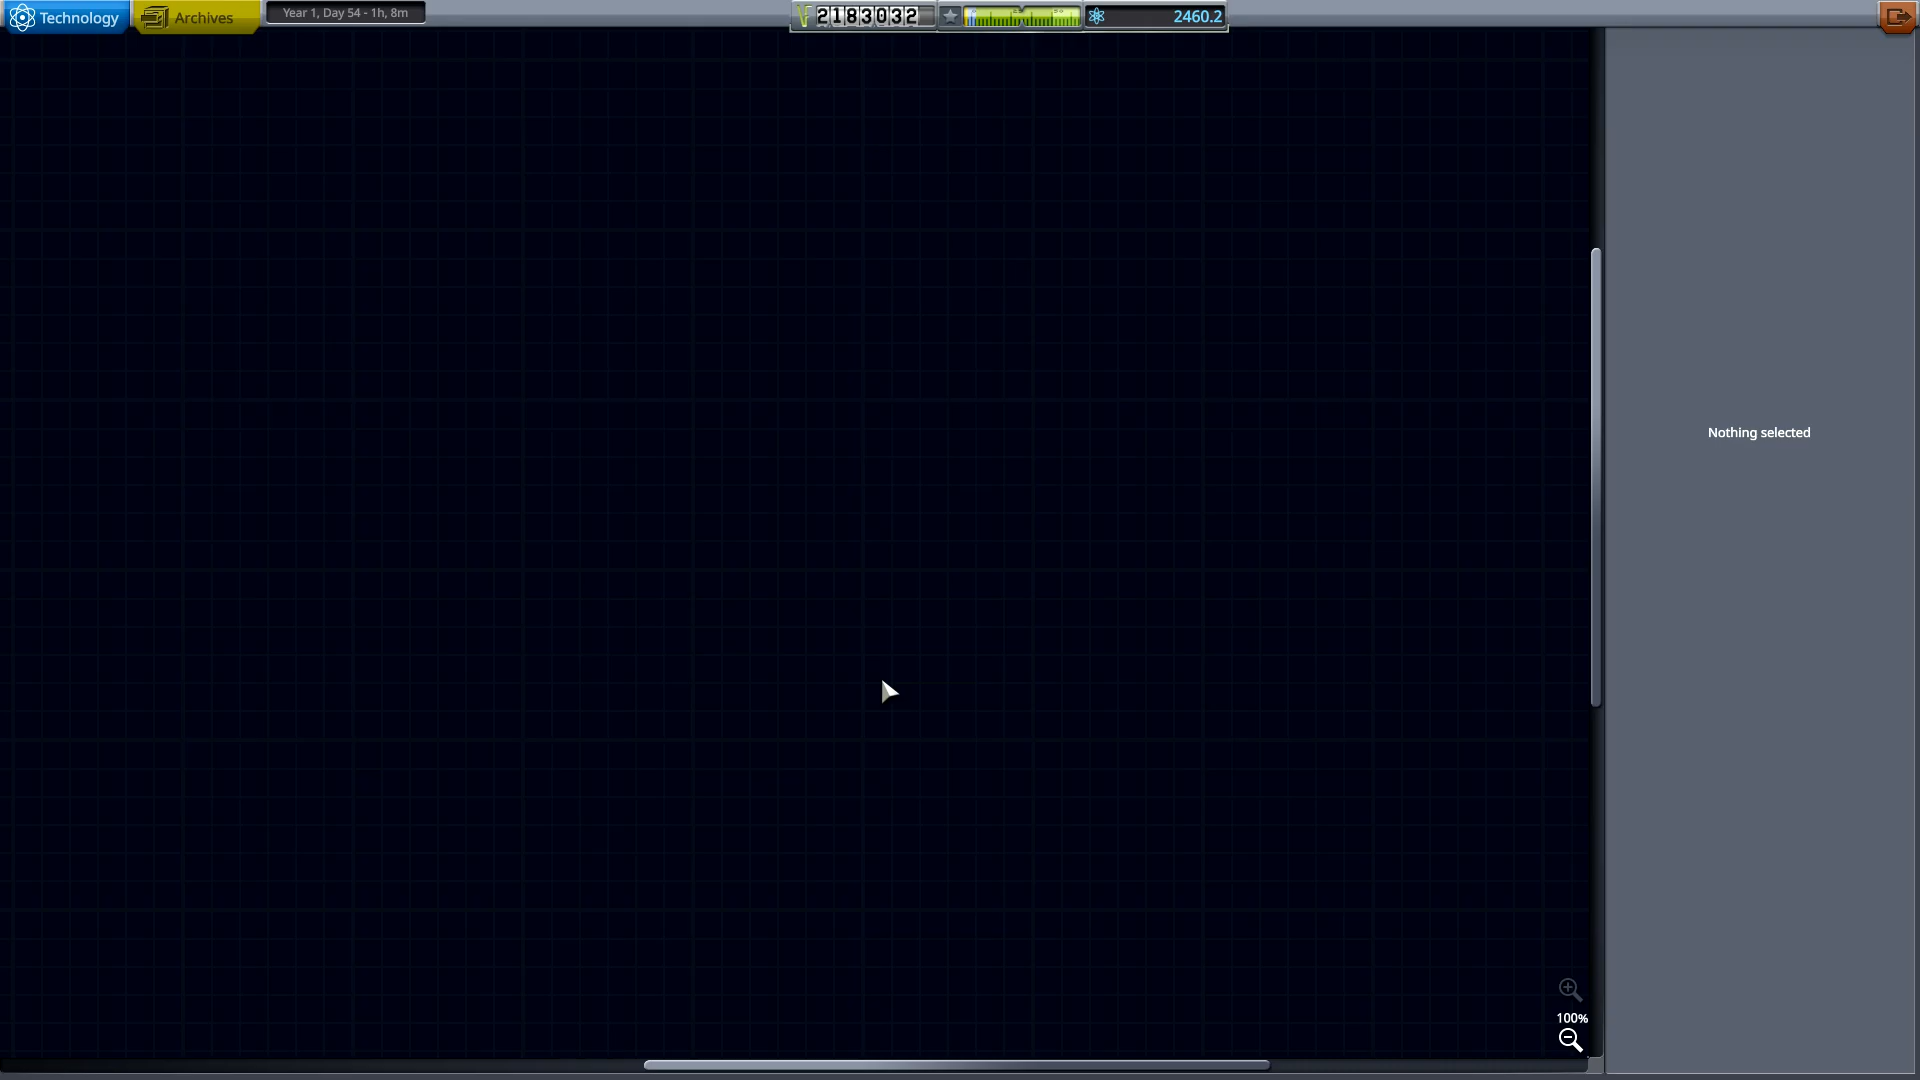 Technology
Archives
Year 1, Day 54 - 1h, 8m
2183032
2460.2
Nothing selected
100%